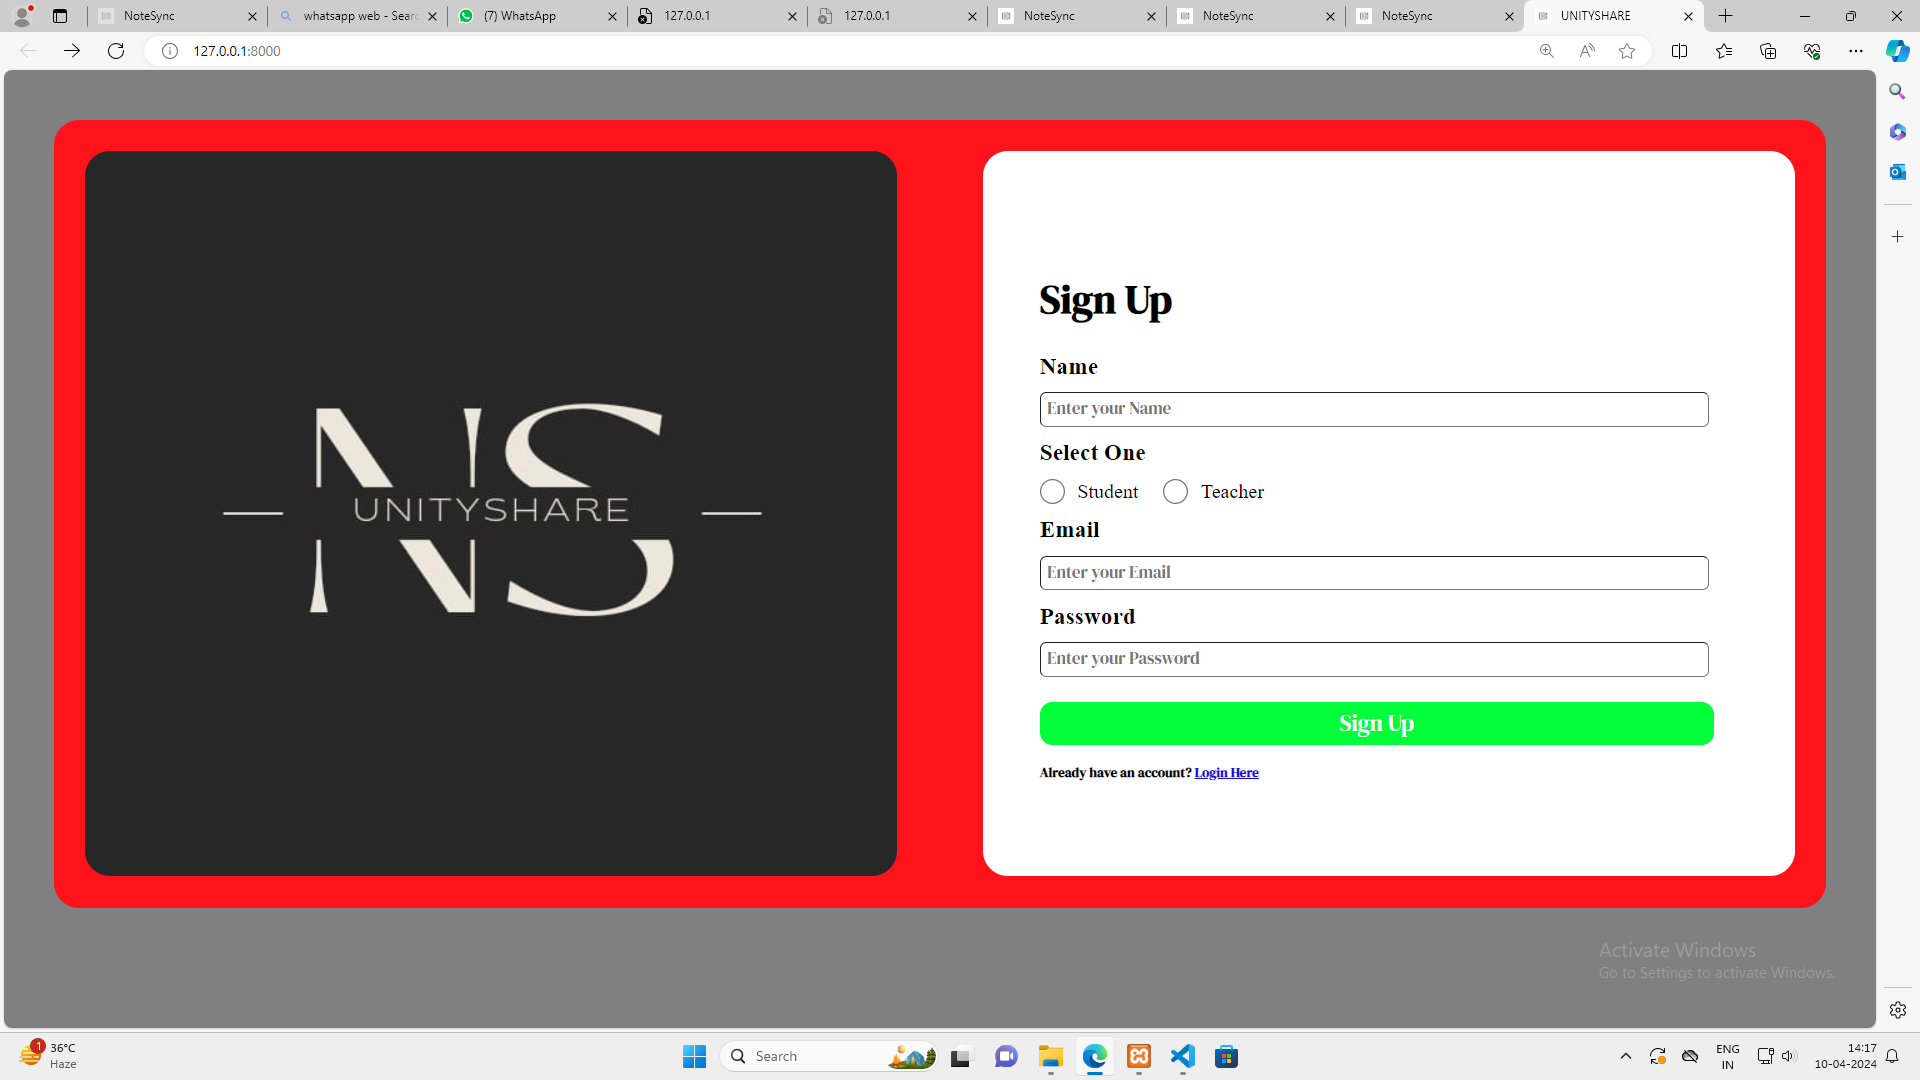 NoteSync
whatsapp web - Sear
(7) WhatsApp
127.0.0.1
127.0.0.1
NoteSync
NoteSync
NoteSync
UNITYSHARE
127.0.0.1:8000
NS
UNITYSHARE
Sign Up
Name
Enter your Name
Select One
Student Teacher
Email
Enter your Email
Password
Enter your Password
Sign Up
Already have an account? Login Here
Activate Windows
Go to Settings to activate Windows.
1
36°C
Haze
Search
ENG
IN
14:17
10-04-2024